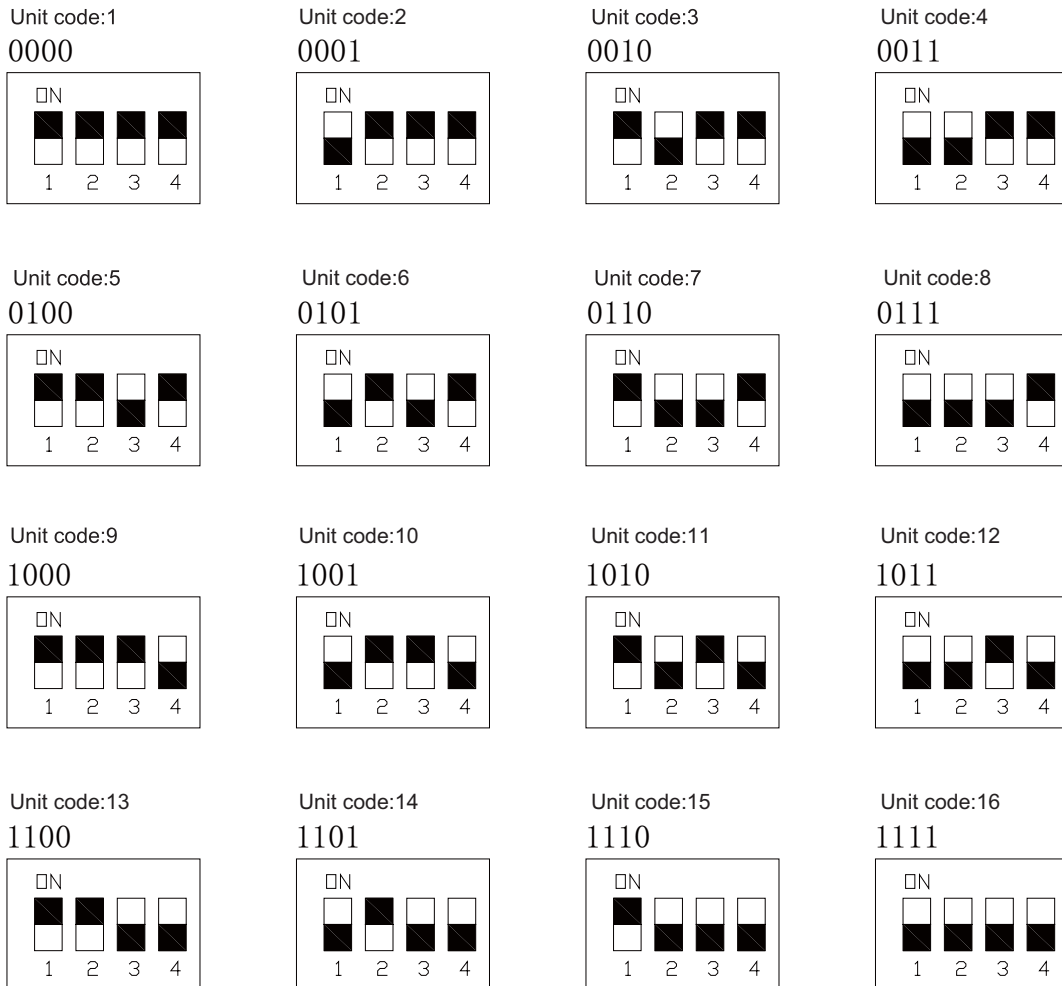 Unit code:1 Unit code:2 Unit code:3 Unit code:4
0000 0001 0010 0011
ON ON ON ON
1 2 3 4 1 2 3 4 1 2 3 4 1 2 3 4
Unit code:5 Unit code:6 Unit code:7 Unit code:8
0100 0101 0110 0111
ON ON ON ON
1 2 3 4 1 2 3 4 1 2 3 4 1 2 3 4
Unit code:9 Unit code:10 Unit code:11 Unit code:12
1000 1001 1010 1011
ON ON ON ON
1 2 3 4 1 2 3 4 1 2 3 4 1 2 3 4
Unit code:13 Unit code:14 Unit code:15 Unit code:16
1100 1101 1110 1111
ON ON ON ON
1 2 3 4 1 2 3 4 1 2 3 4 1 2 3 4